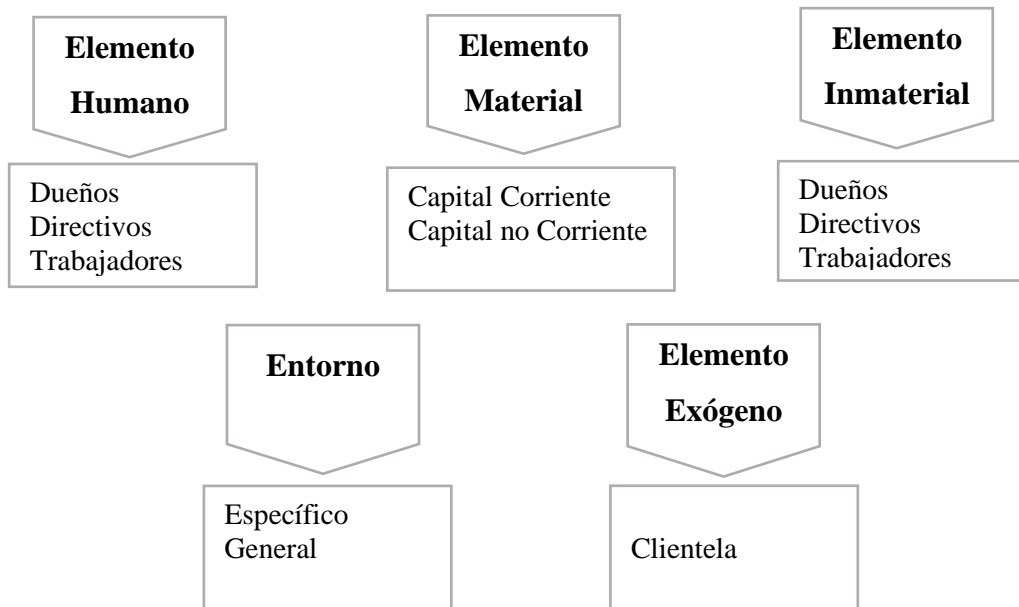 Elemento
Humano
Dueños
Directivos
Trabajadores
Elemento
Material
Capital Corriente
Capital no Corriente
Elemento
Inmaterial
Dueños
Directivos
Trabajadores
Entorno
Específico
General
Elemento
Exógeno
Clientela